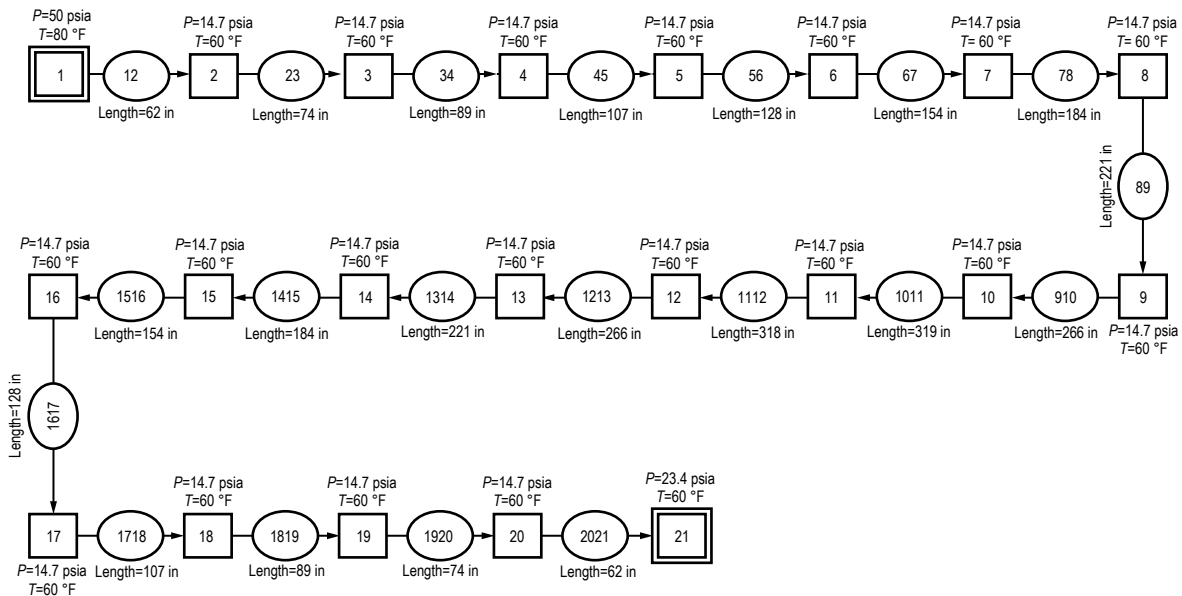 P=50 psia
T=80 °F
P=14.7 psia
T=60 °F
P=14.7 psia
T=60 °F
P=14.7 psia
T=60 °F
P=14.7 psia
T=60 °F
P=14.7 psia
T=60 °F
P=14.7 psia
T= 60 °F
P=14.7 psia
T= 60 °F
1
12
2
23
3
34
4
45
5
56
6
67
7
78
8
Length=62 in
Length=74 in
Length=89 in
Length=107 in
Length=128 in
Length=154 in
Length=184 in
Length=221 in
89
P=14.7 psia
T=60 °F
P=14.7 psia
T=60 °F
P=14.7 psia
T=60 °F
P=14.7 psia
T=60 °F
P=14.7 psia
T=60 °F
P=14.7 psia
T=60 °F
P=14.7 psia
T=60 °F
16
1516
15
1415
14
1314
13
1213
12
1112
11
1011
10
910
9
Length=154 in
Length=184 in
Length=221 in
Length=266 in
Length=318 in
Length=319 in
Length=266 in
P=14.7 psia
T=60 °F
Length=128 in
1617
P=14.7 psia
T=60 °F
P=14.7 psia
T=60 °F
P=14.7 psia
T=60 °F
P=23.4 psia
T=60 °F
17
1718
18
1819
19
1920
20
2021
21
P=14.7 psia
T=60 °F
Length=107 in
Length=89 in
Length=74 in
Length=62 in